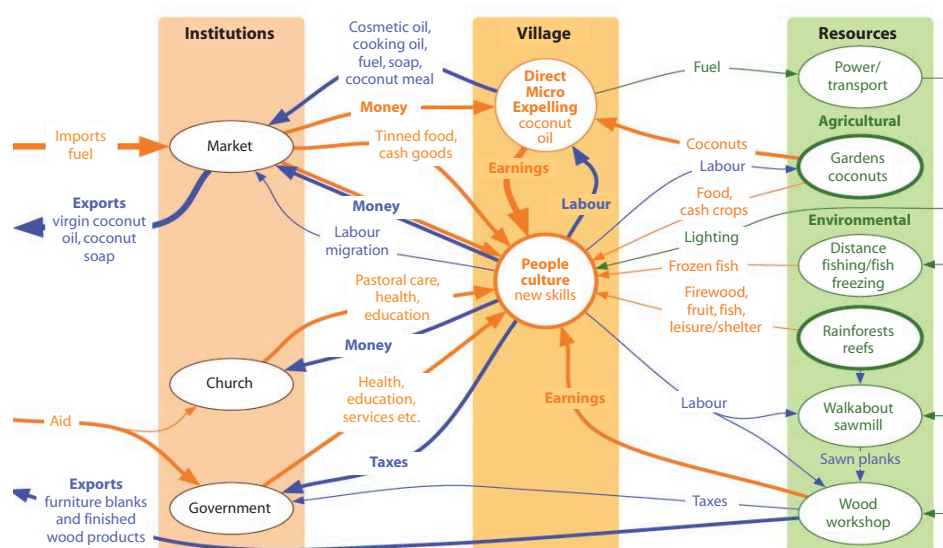 Institutions
Village
Resources
Cosmetic oil,
cooking oil,
fuel, soap,
coconut meal
Direct
Micro
Expelling
coconut
oil
Fuel
Power/
transport
Money
Agricultural
Imports
fuel
Market
Tinned food,
cash goods
Coconuts
Gardens
coconuts
Earnings
Labour
Exports
virgin coconut
oil, coconut
soap
Money
Labour
Food,
cash crops
Environmental
Labour
migration
Lighting
People
culture
new skills
Frozen fish
Distance
fishing/fish
freezing
Pastoral care,
health,
education
Firewood,
fruit, fish,
leisure/shelter
Rainforests
reefs
Money
Church
Health,
education,
services etc.
Earnings
Labour
Walkabout
sawmill
Aid
Taxes
Sawn planks
Exports
furniture blanks
and finished
wood products
Government
Taxes
Wood
workshop